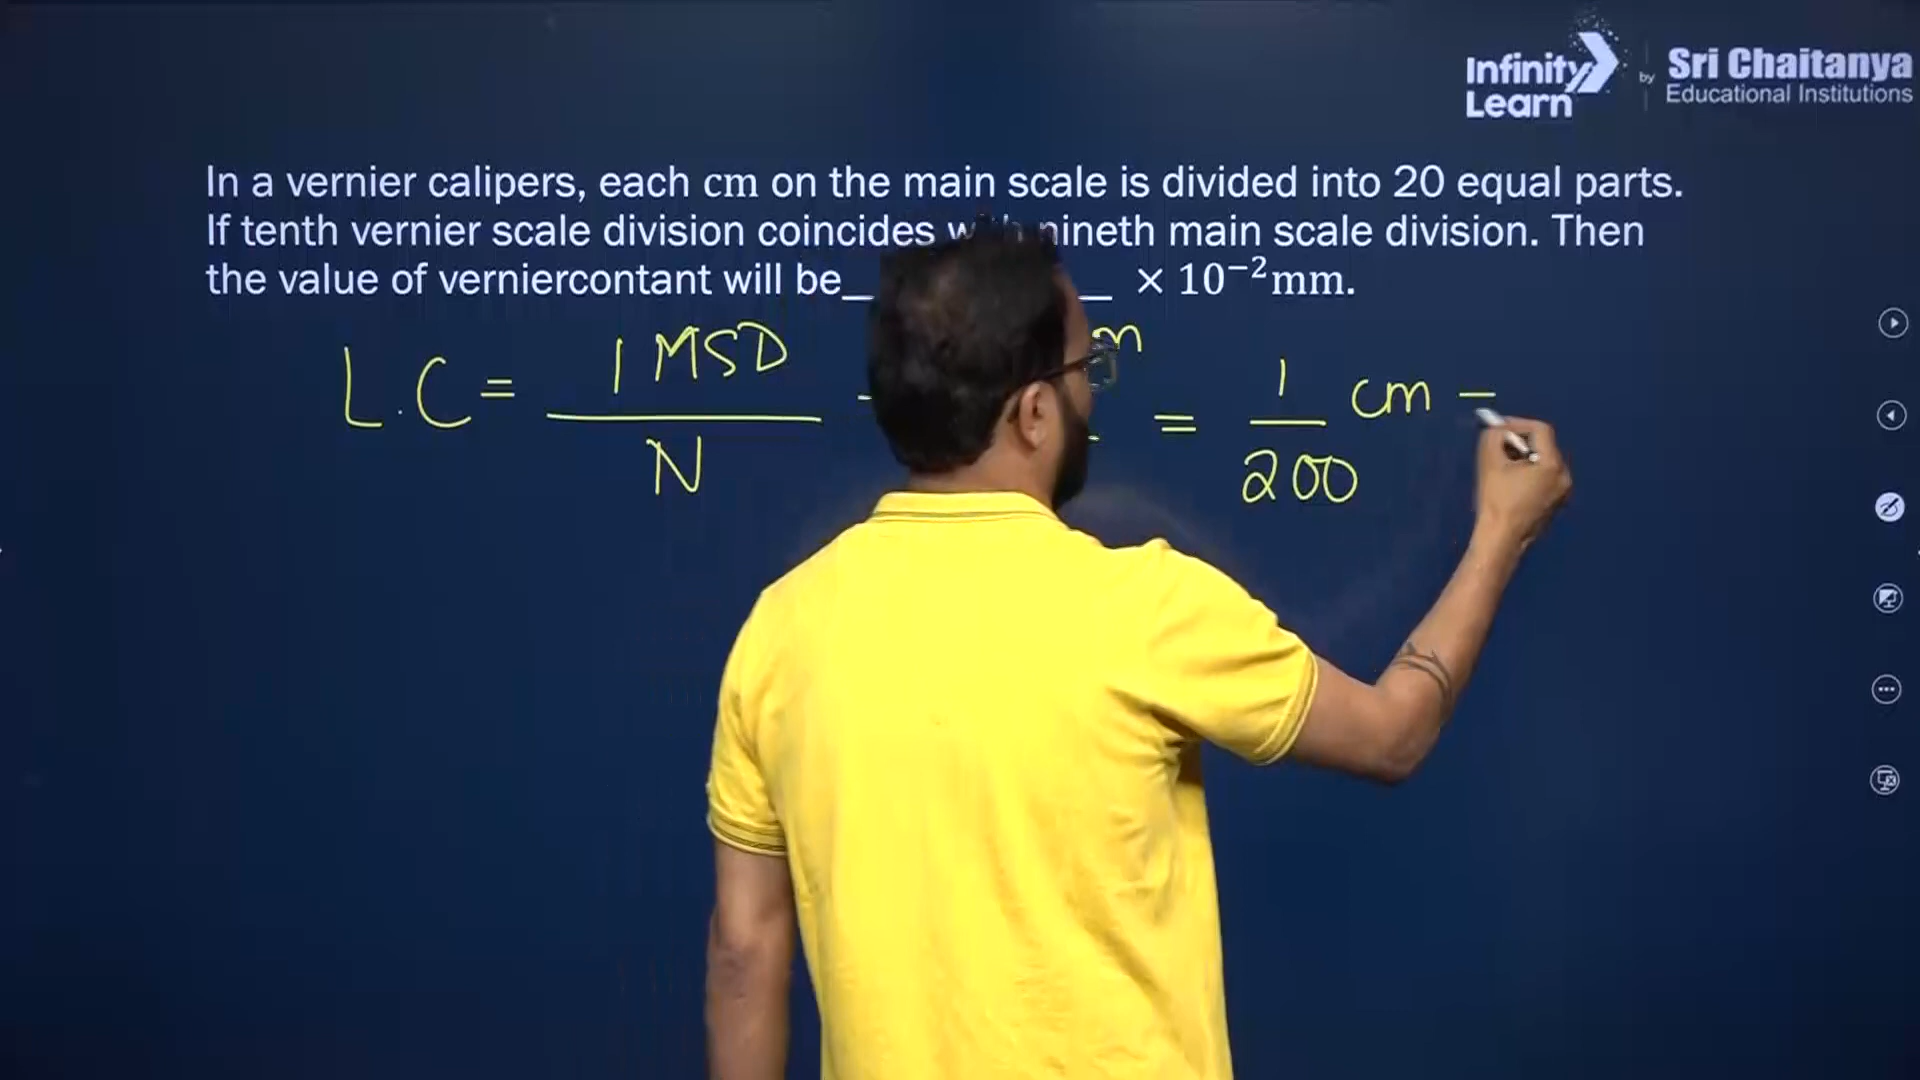 Infinity Learn by Sri Chaitanya Educational Institutions
In a vernier calipers, each cm on the main scale is divided into 20 equal parts.
If tenth vernier scale division coincides nineth main scale division. Then
the value of verniercontant will be__ __ × 10⁻²mm.
L.C = 1 MSD / N = 1/200 cm =